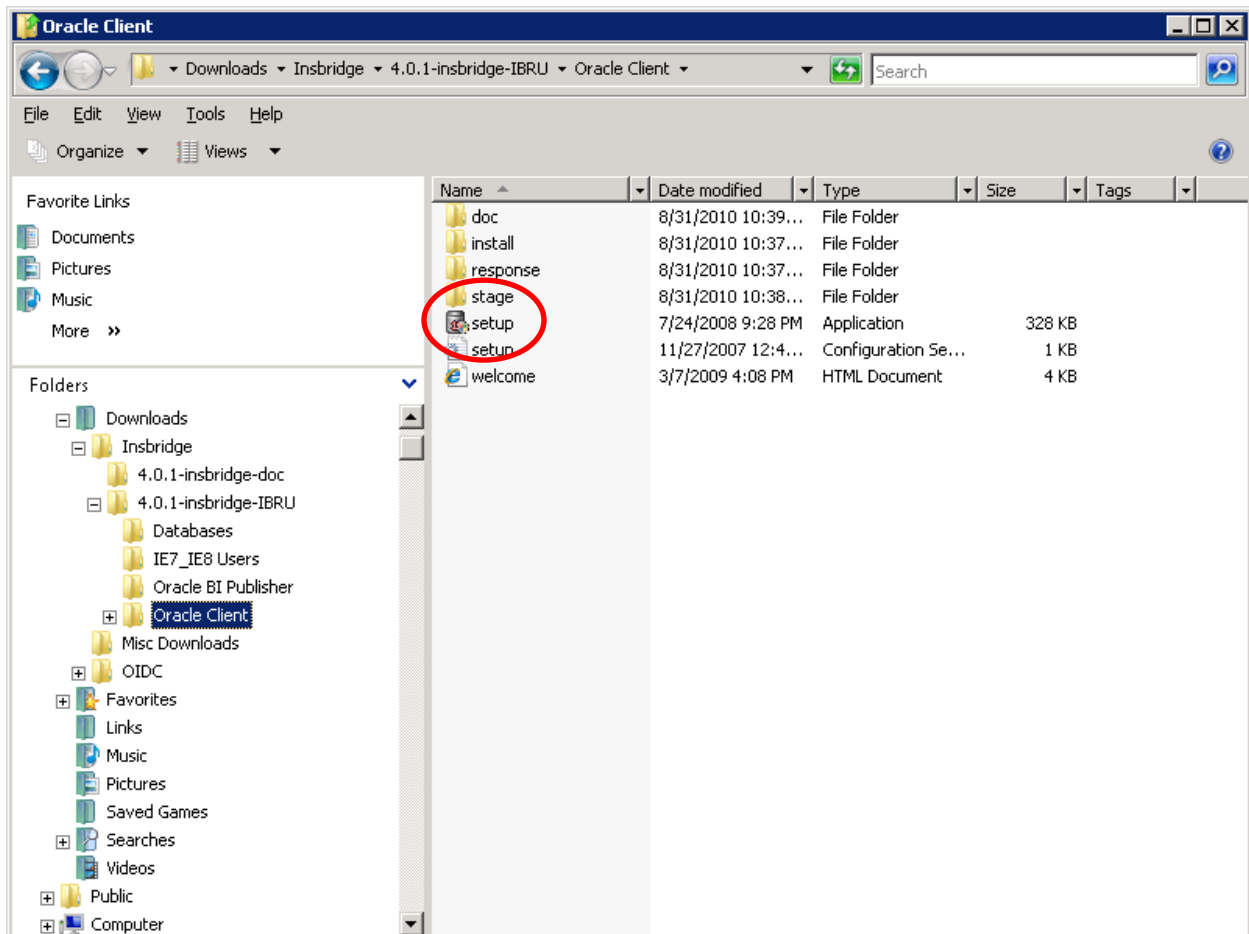 Oracle Client
Downloads Insbridge 4.0.1-insbridge-IBRU Oracle Client Search
File Edit View Tools Help
Organize Views
Favorite Links
Documents
Pictures
Music
More »
Folders
Downloads
Insbridge
4.0.1-insbridge-doc
4.0.1-insbridge-IBRU
Databases
IE7_IE8 Users
Oracle BI Publisher
Oracle Client
Misc Downloads
OIDC
Favorites
Links
Music
Pictures
Saved Games
Searches
Videos
Public
Computer
Name Date modified Type Size Tags
doc 8/31/2010 10:39... File Folder
install 8/31/2010 10:37... File Folder
response 8/31/2010 10:37... File Folder
stage 8/31/2010 10:38... File Folder
setup 7/24/2008 9:28 PM Application 328 KB
setup 11/27/2007 12:4... Configuration Se... 1 KB
welcome 3/7/2009 4:08 PM HTML Document 4 KB